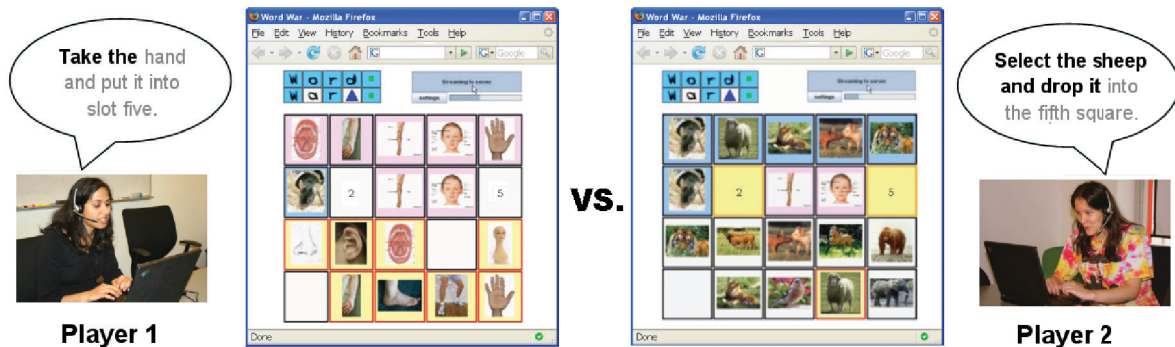 Take the hand
and put it into
slot five.
Player 1
Word War - Mozilla Firefox
File Edit View History Bookmarks Tools Help
G
G Google
Word
War
Streaming to server
settings
2
5
Done
vs.
Word War - Mozilla Firefox
File Edit View History Bookmarks Tools Help
G
G Google
Word
War
Streaming to server
settings
2
5
Done
Select the sheep
and drop it into
the fifth square.
Player 2